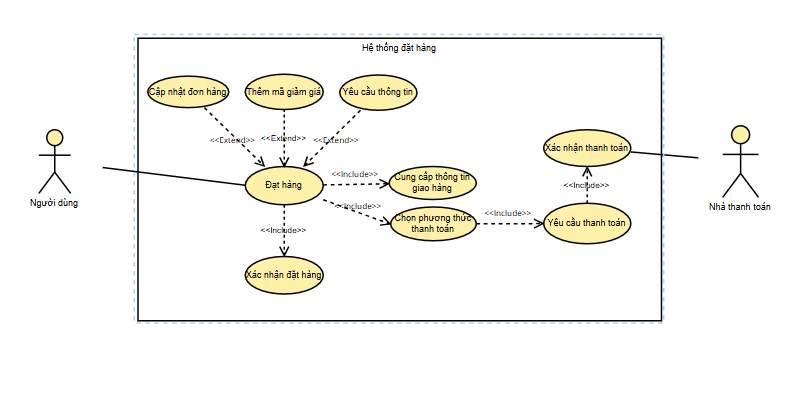 Hệ thống đặt hàng
Cập nhật đơn hàng
Thêm mã giảm giá
Yêu cầu thông tin
<<Extend>>
<<Extend>>
<<Extend>>
Xác nhận thanh toán
<<Include>>
Cung cấp thông tin
giao hàng
Đạt hàng
<<Include>>
Người dùng
Nhà thanh toán
<<Include>>
Chọn phương thức
thanh toán
<<Include>>
Yêu cầu thanh toán
<<Include>>
Xác nhận đặt hàng